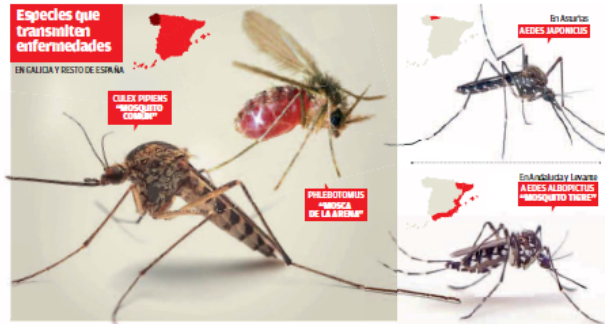 Especies que
transmiten
enfermedades
EN GALICIA Y RESTO DE ESPAÑA
CULEX PIPIENS
"MOSQUITO
COMÚN"
PHLEBOTOMUS
"MOSCA
DE LA ARENA"
En Asturias
AEDES JAPONICUS
En Andalucía y Levante
AEDES ALBOPICTUS
"MOSQUITO TIGRE"